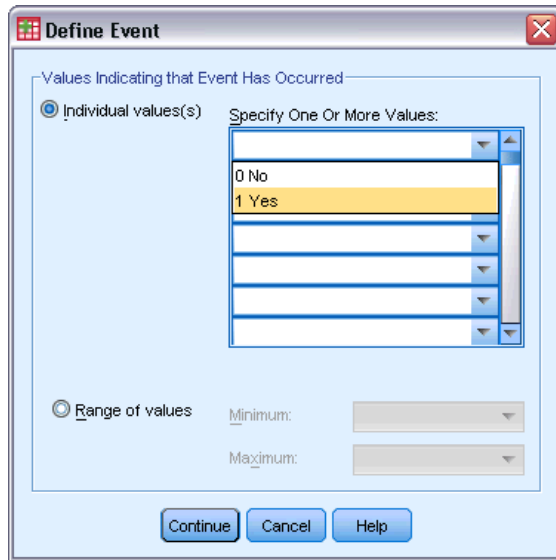 Define Event
Values Indicating that Event Has Occurred
Individual values(s)
Specify One Or More Values:
0 No
1 Yes
Range of values
Minimum:
Maximum:
Continue
Cancel
Help